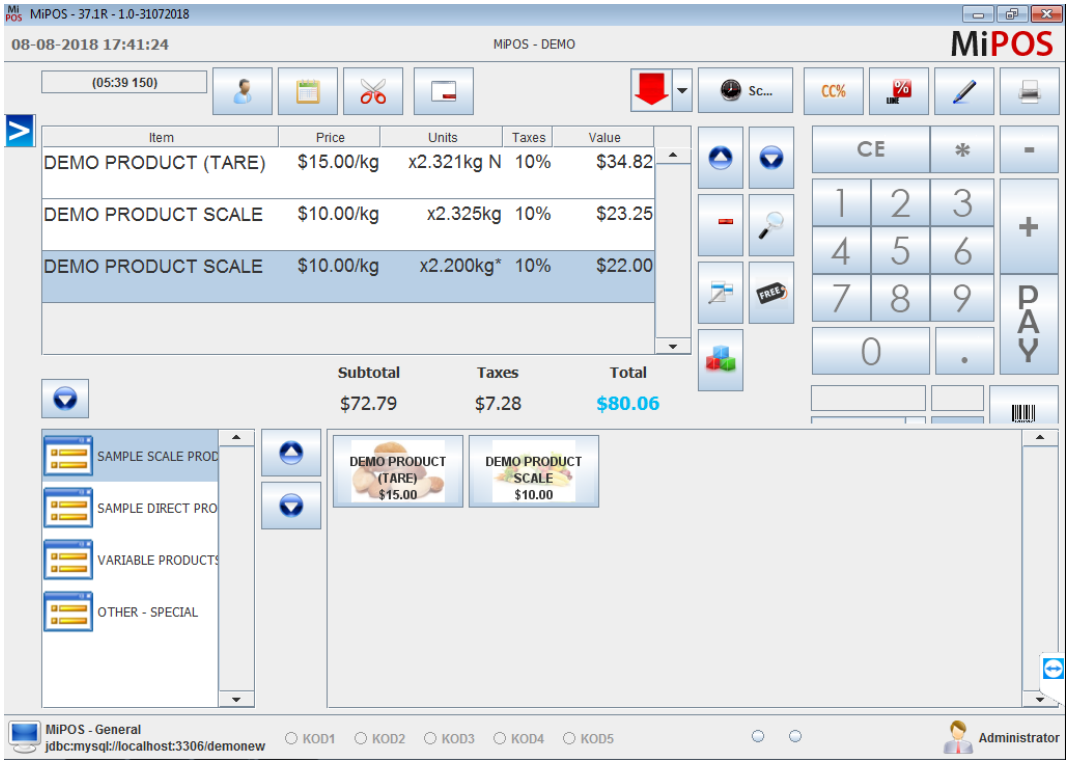 Mi
POS MiPOS - 37.1R - 1.0-31072018
08-08-2018 17:41:24
MiPOS - DEMO
MiPOS
(05:39 150)
Sc...
CC%
%
LINE
>
Item Price Units Taxes Value
DEMO PRODUCT (TARE) $15.00/kg x2.321kg N 10% $34.82
DEMO PRODUCT SCALE $10.00/kg x2.325kg 10% $23.25
DEMO PRODUCT SCALE $10.00/kg x2.200kg* 10% $22.00
FREE
CE * -
1 2 3 +
4 5 6
7 8 9
0 .
PAY
Subtotal Taxes Total
$72.79 $7.28 $80.06
SAMPLE SCALE PROD
SAMPLE DIRECT PRO
VARIABLE PRODUCTS
OTHER - SPECIAL
DEMO PRODUCT
(TARE)
$15.00
DEMO PRODUCT
SCALE
$10.00
MiPOS - General
jdbc:mysql://localhost:3306/demonew
KOD1 KOD2 KOD3 KOD4 KOD5
Administrator